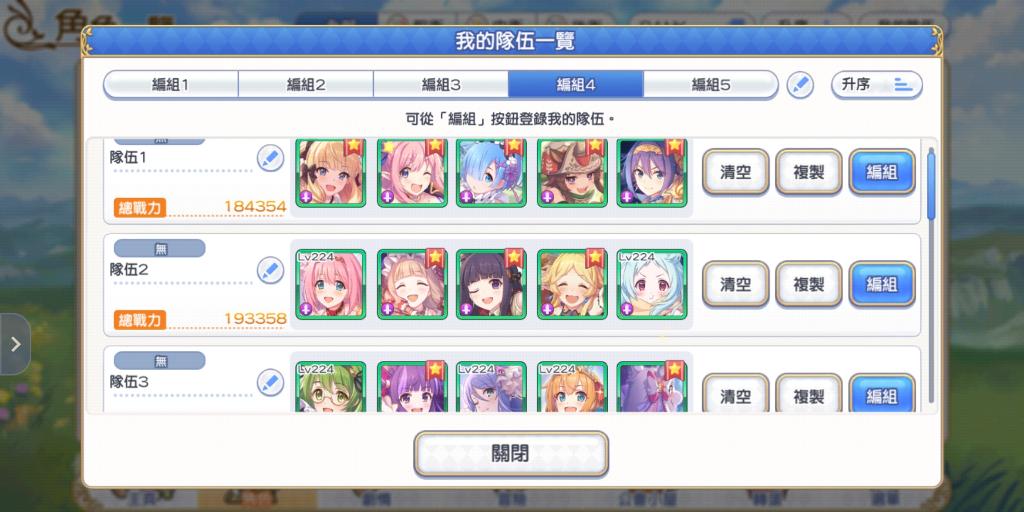 我的隊伍一覽
編組1 編組2 編組3 編組4 編組5 升序
可從「編組」按鈕登錄我的隊伍。
隊伍1
總戰力 184354
清空 複製 編組
無
隊伍2
總戰力 193358
Lv224 Lv224
清空 複製 編組
無
隊伍3
Lv224 Lv224 Lv224
清空 複製 編組
關閉